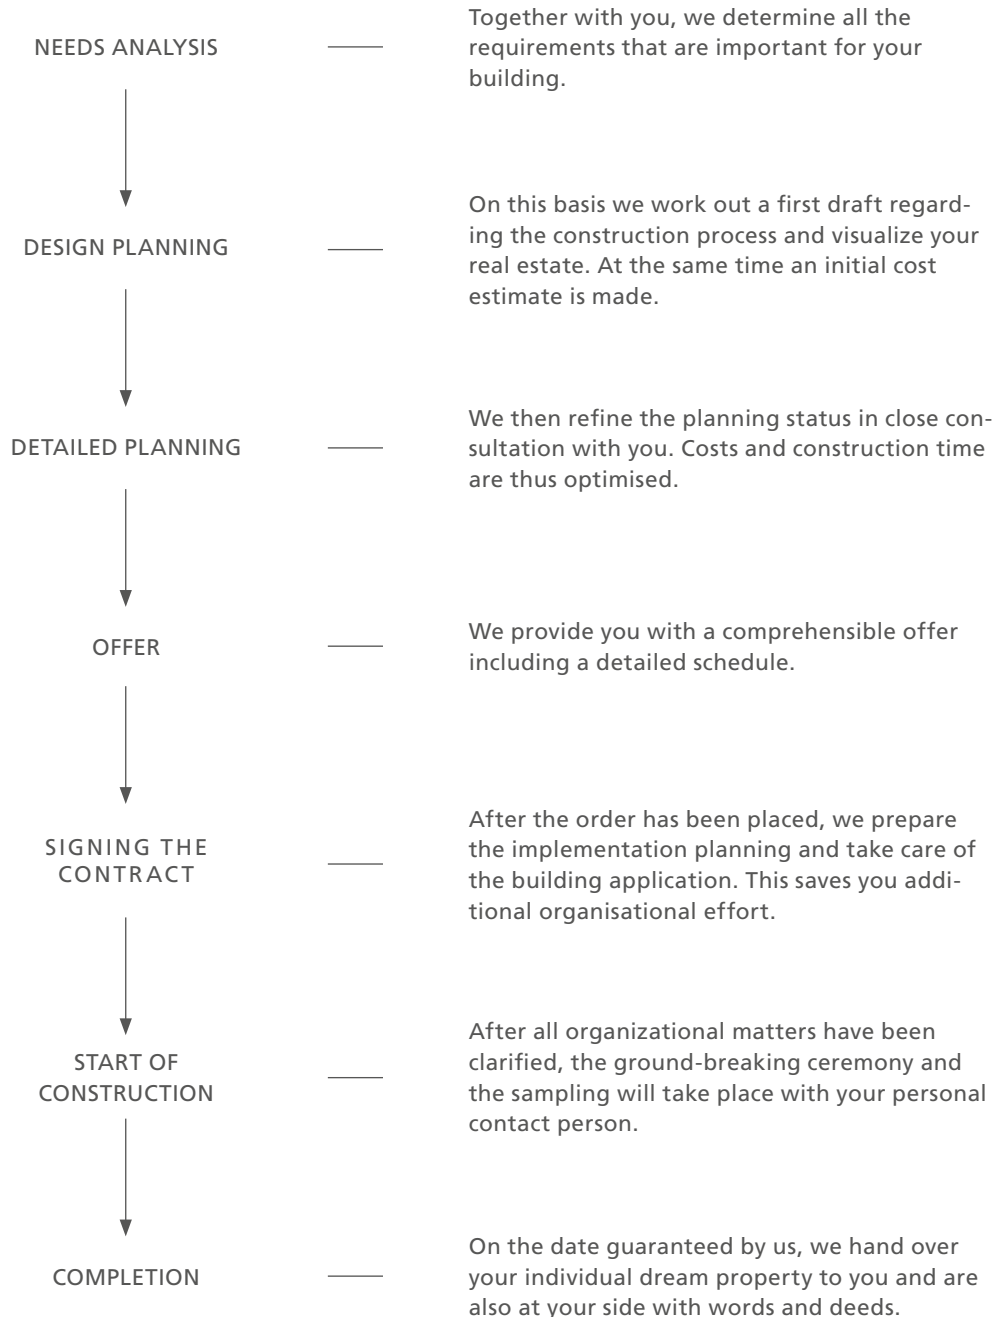 NEEDS ANALYSIS
Together with you, we determine all the
requirements that are important for your
building.
DESIGN PLANNING
On this basis we work out a first draft regard-
ing the construction process and visualize your
real estate. At the same time an initial cost
estimate is made.
DETAILED PLANNING
We then refine the planning status in close con-
sultation with you. Costs and construction time
are thus optimised.
OFFER
We provide you with a comprehensible offer
including a detailed schedule.
SIGNING THE
CONTRACT
After the order has been placed, we prepare
the implementation planning and take care of
the building application. This saves you addi-
tional organisational effort.
START OF
CONSTRUCTION
After all organizational matters have been
clarified, the ground-breaking ceremony and
the sampling will take place with your personal
contact person.
COMPLETION
On the date guaranteed by us, we hand over
your individual dream property to you and are
also at your side with words and deeds.